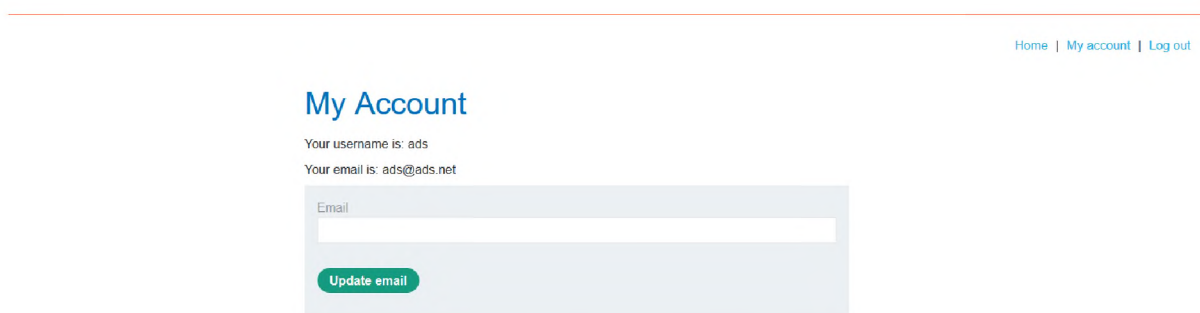 Home | My account | Log out
My Account
Your username is: ads
Your email is: ads@ads.net
Email
Update email